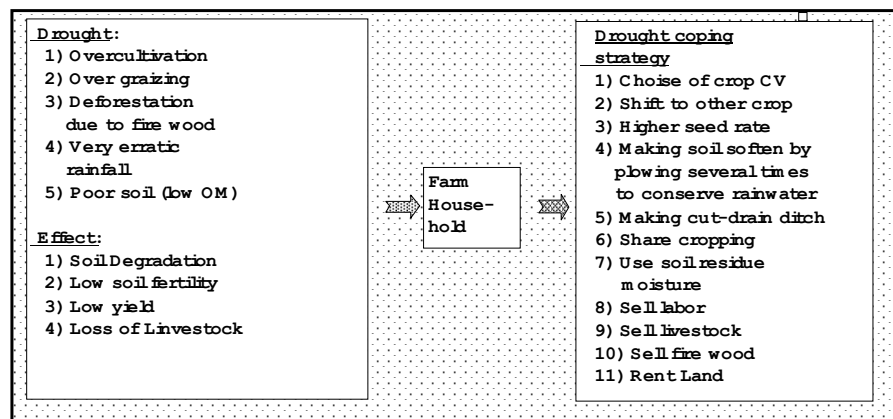 Drought:
1) Overcultivation
2) Over graizing
3) Deforestation
due to fire wood
4) Very erratic
rainfall
5) Poor soil (low OM)
Effect:
1) Soil Degradation
2) Low soil fertility
3) Low yield
4) Loss of Linvestock
Farm
House-
hold
Drought coping
strategy
1) Choise of crop CV
2) Shift to other crop
3) Higher seed rate
4) Making soil soften by
plowing several times
to conserve rainwater
5) Making cut-drain ditch
6) Share cropping
7) Use soil residue
moisture
8) Sell labor
9) Sell livestock
10) Sell fire wood
11) Rent Land